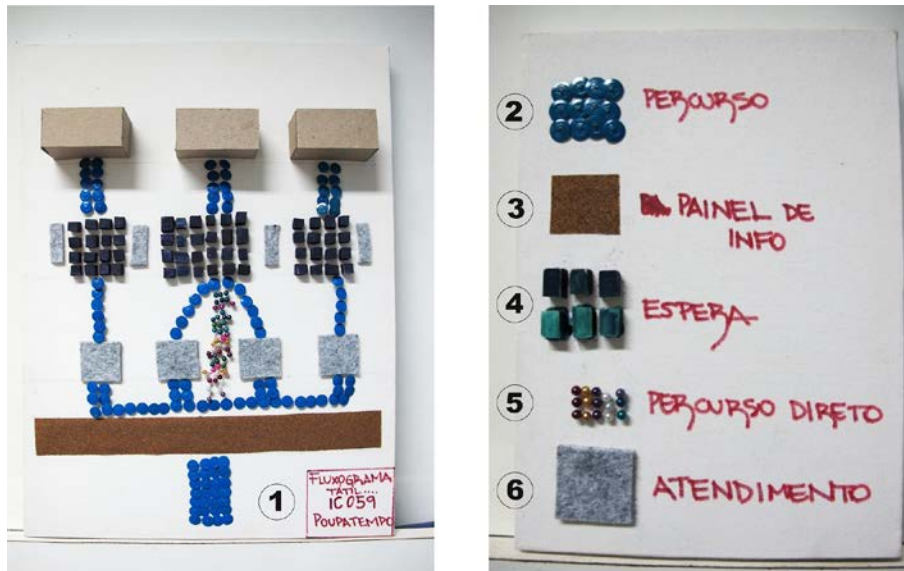 1
FLUXOGRAMA
TÁTIL....
IC059
POUPATEMPO
2
PERCURSO
3
PAINEL DE
INFO
4
ESPERA
5
PERCURSO DIRETO
6
ATENDIMENTO